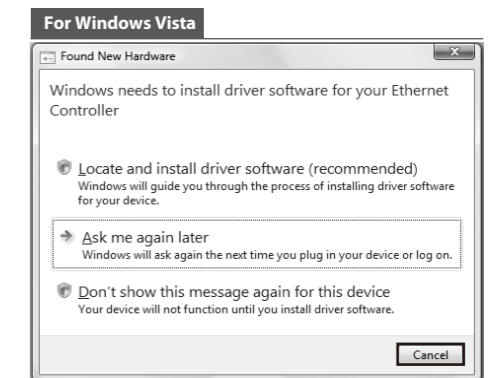 For Windows Vista
Found New Hardware
Windows needs to install driver software for your Ethernet
Controller
Locate and install driver software (recommended)
Windows will guide you through the process of installing driver software
for your device.
Ask me again later
Windows will ask again the next time you plug in your device or log on.
Don't show this message again for this device
Your device will not function until you install driver software.
Cancel